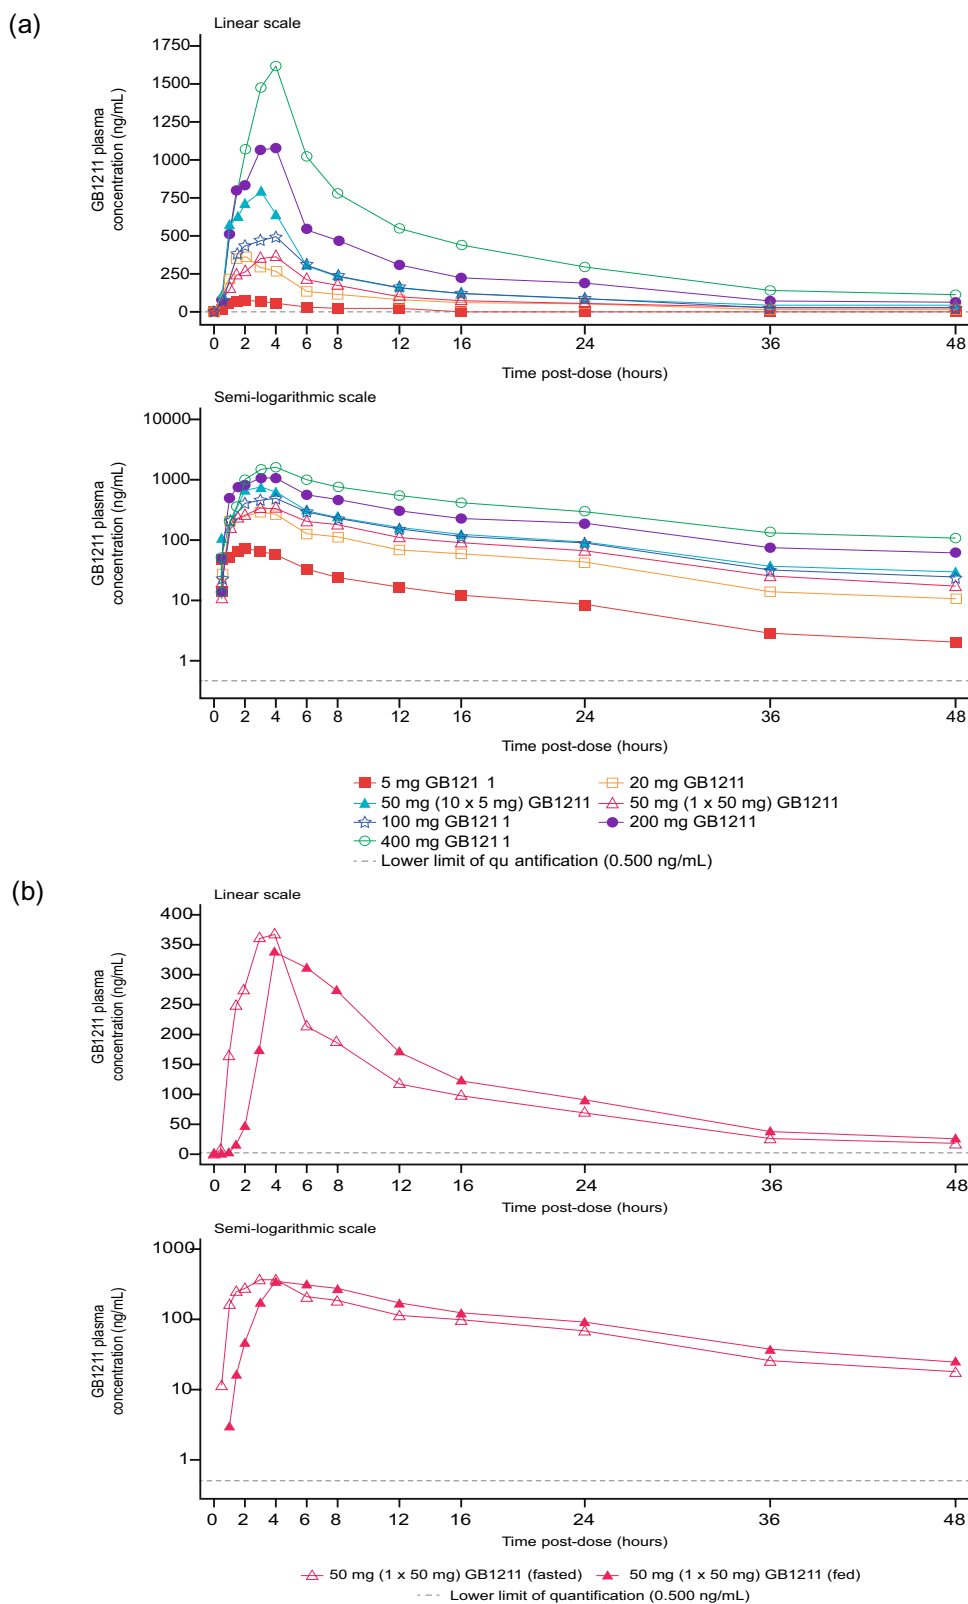 (a)
Linear scale
GB1211 plasma
concentration (ng/mL)
1750
1500
1250
1000
750
500
250
0
0 2 4 6 8 12 16 24 36 48
Time post-dose (hours)
Semi-logarithmic scale
GB1211 plasma
concentration (ng/mL)
10000
1000
100
10
1
0 2 4 6 8 12 16 24 36 48
Time post-dose (hours)
5 mg GB121 1 20 mg GB1211
50 mg (10 x 5 mg) GB1211 50 mg (1 x 50 mg) GB1211
100 mg GB1211 200 mg GB1211
400 mg GB1211
Lower limit of qu antification (0.500 ng/mL)
(b)
Linear scale
GB1211 plasma
concentration (ng/mL)
400
350
300
250
200
150
100
50
0
0 2 4 6 8 12 16 24 36 48
Time post-dose (hours)
Semi-logarithmic scale
GB1211 plasma
concentration (ng/mL)
1000
100
10
1
0 2 4 6 8 12 16 24 36 48
Time post-dose (hours)
50 mg (1 x 50 mg) GB1211 (fasted) 50 mg (1 x 50 mg) GB1211 (fed)
Lower limit of quantification (0.500 ng/mL)